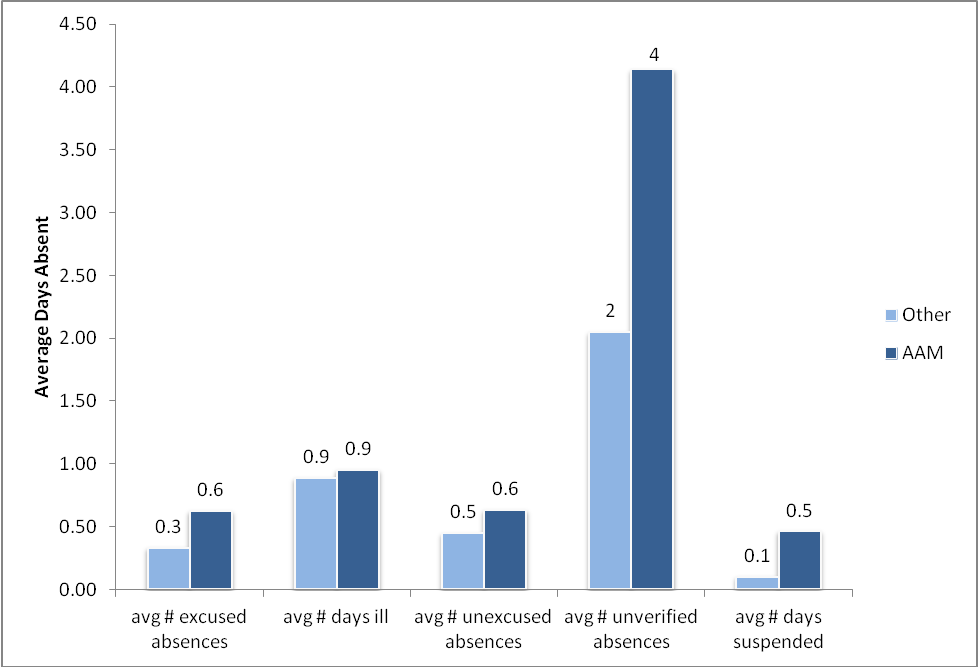 4.50
4.00
3.50
3.00
2.50
2.00
1.50
1.00
0.50
0.00
Average Days Absent
0.3
0.6
0.9
0.9
0.5
0.6
2
4
0.1
0.5
avg # excused
absences
avg # days ill
avg # unexcused
absences
avg # unverified
absences
avg # days
suspended
Other
AAM